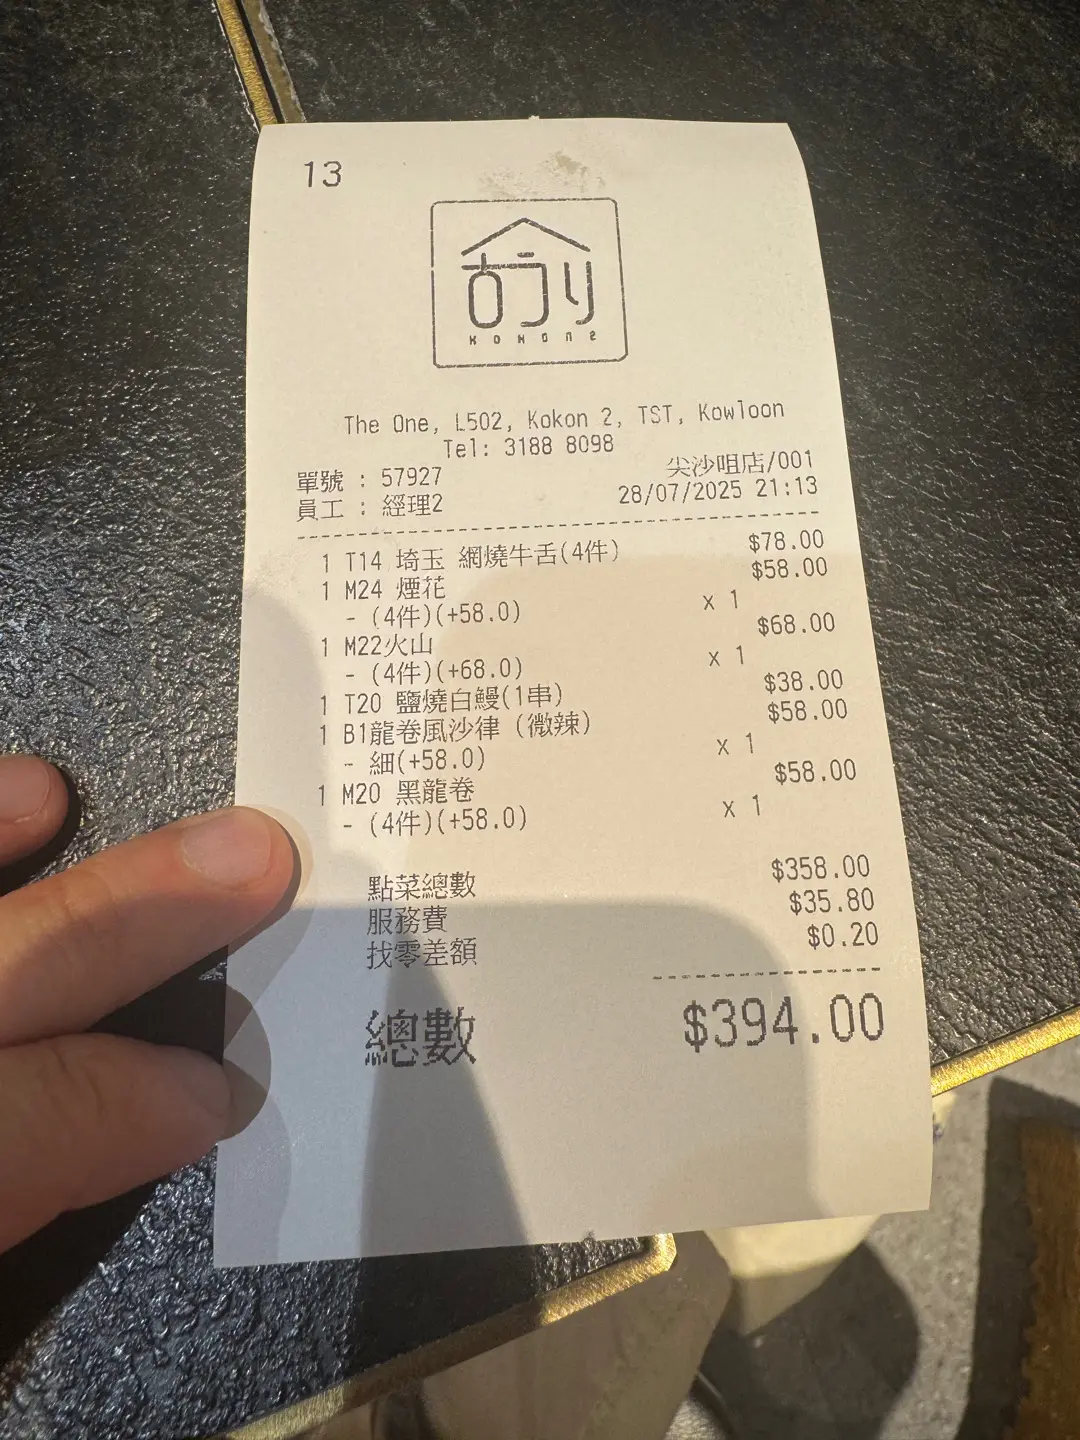 13
KOKON2
The One, L502, Kokon 2, TST, Kowloon
Tel: 3188 8098
單號 : 57927 尖沙咀店/001
員工 : 經理2 28/07/2025 21:13
1 T14 埼玉 網燒牛舌(4件) $78.00
1 M24 煙花 $58.00
- (4件)(+58.0) x 1
1 M22火山 $68.00
- (4件)(+68.0) x 1
1 T20 鹽燒白鰻(1串) $38.00
1 B1龍卷風沙律 (微辣) $58.00
- 細(+58.0) x 1
1 M20 黑龍卷 $58.00
- (4件)(+58.0) x 1
點菜總數 $358.00
服務費 $35.80
找零差額 $0.20
總數 $394.00